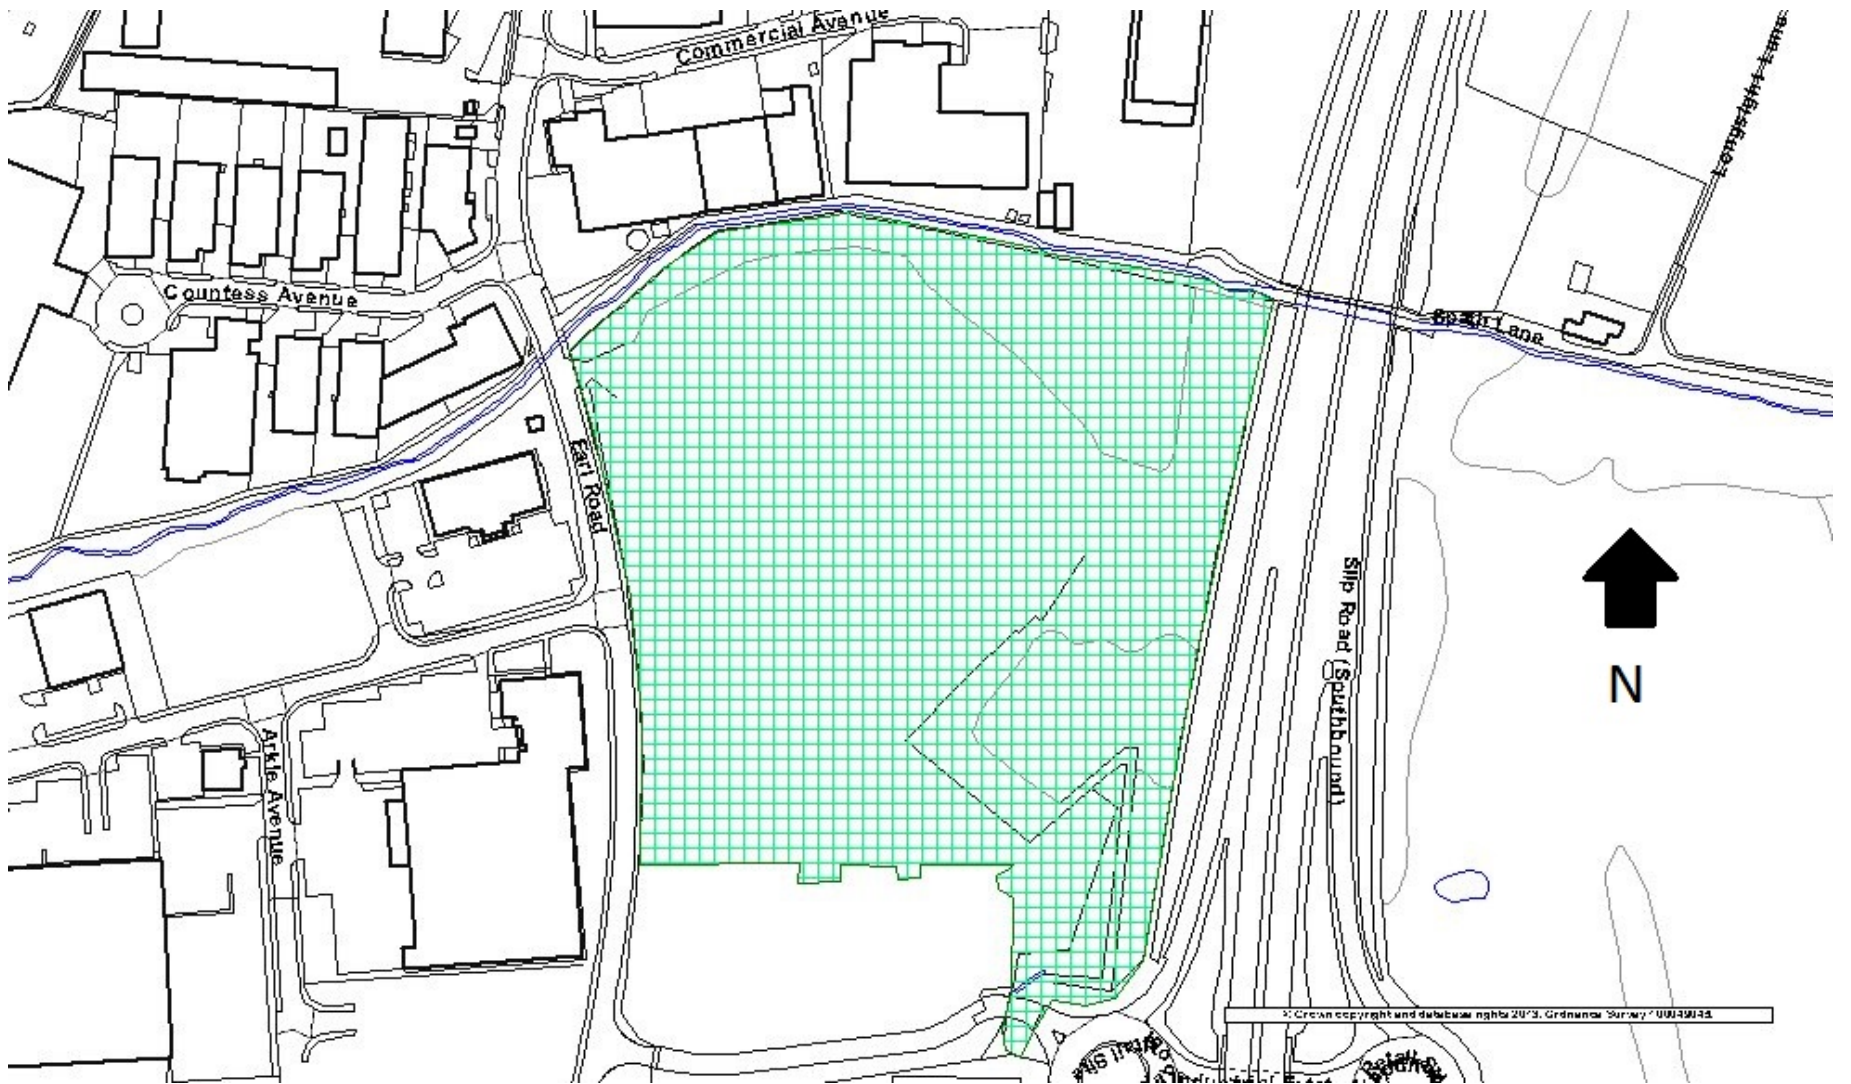 Commercial Avenue
Longsight Lane
Countess Avenue
Spath Lane
Earl Road
Slip Road (Southbound)
N
Arkle Avenue
© Crown copyright and database rights 2013. Ordnance Survey 100049045.